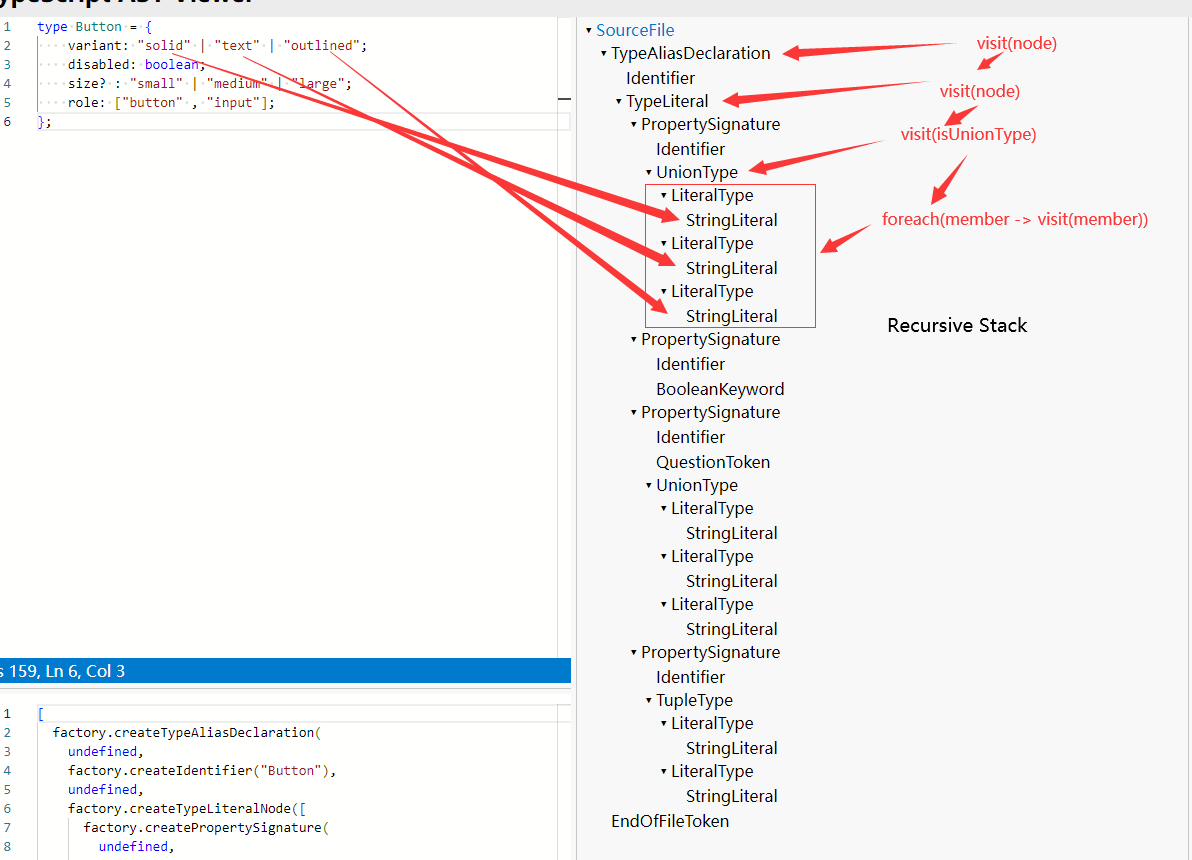 TypeScript AST Viewer
1 type Button = {
2 variant: "solid" | "text" | "outlined";
3 disabled: boolean;
4 size? : "small" | "medium" | "large";
5 role: ["button" , "input"];
6 };
159, Ln 6, Col 3
1 [
2 factory.createTypeAliasDeclaration(
3 undefined,
4 factory.createIdentifier("Button"),
5 undefined,
6 factory.createTypeLiteralNode([
7 factory.createPropertySignature(
8 undefined,
SourceFile
TypeAliasDeclaration
Identifier
TypeLiteral
PropertySignature
Identifier
UnionType
LiteralType
StringLiteral
LiteralType
StringLiteral
LiteralType
StringLiteral
PropertySignature
Identifier
BooleanKeyword
PropertySignature
Identifier
QuestionToken
UnionType
LiteralType
StringLiteral
LiteralType
StringLiteral
LiteralType
StringLiteral
PropertySignature
Identifier
TupleType
LiteralType
StringLiteral
LiteralType
StringLiteral
EndOfFileToken
visit(node)
visit(node)
visit(isUnionType)
foreach(member -> visit(member))
Recursive Stack